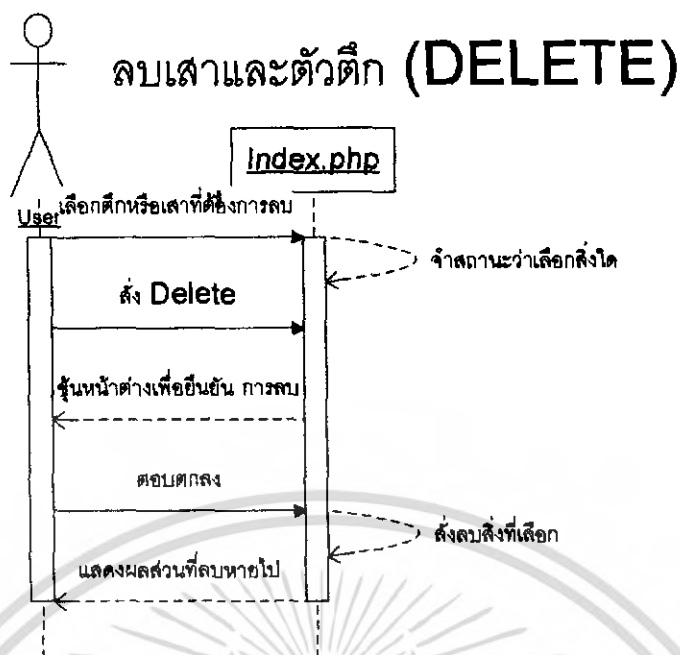 ลบเสาและตัวตึก (DELETE)
Index.php
User
เลือกตึกหรือเสาที่ต้องการลบ
จำสถานะว่าเลือกสิ่งใด
สั่ง Delete
ขึ้นหน้าต่างเพื่อยืนยัน การลบ
ตอบตกลง
สั่งลบสิ่งที่เลือก
แสดงผลส่วนที่ลบหายไป